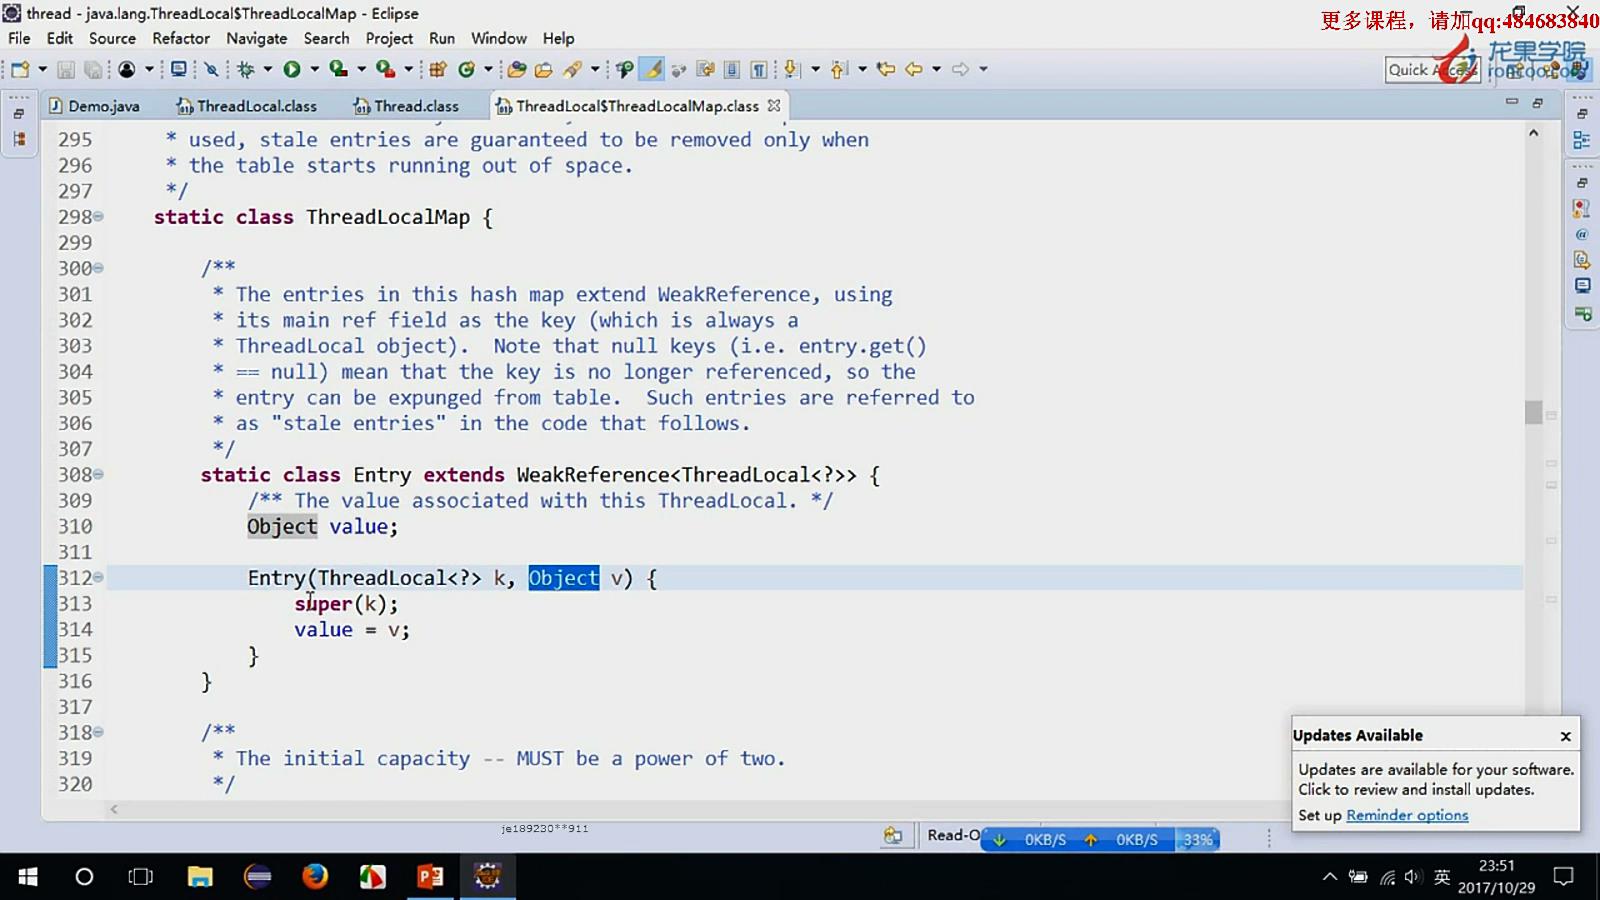 thread - java.lang.ThreadLocal$ThreadLocalMap - Eclipse
更多课程，请加qq:484683840
File Edit Source Refactor Navigate Search Project Run Window Help
Quick Access
龙果学院
roncoo.com
Demo.java ThreadLocal.class Thread.class ThreadLocal$ThreadLocalMap.class
295 * used, stale entries are guaranteed to be removed only when
296 * the table starts running out of space.
297 */
298 static class ThreadLocalMap {
299
300 /**
301 * The entries in this hash map extend WeakReference, using
302 * its main ref field as the key (which is always a
303 * ThreadLocal object).  Note that null keys (i.e. entry.get()
304 * == null) mean that the key is no longer referenced, so the
305 * entry can be expunged from table.  Such entries are referred to
306 * as "stale entries" in the code that follows.
307 */
308 static class Entry extends WeakReference<ThreadLocal<?>> {
309 /** The value associated with this ThreadLocal. */
310 Object value;
311
312 Entry(ThreadLocal<?> k, Object v) {
313 super(k);
314 value = v;
315 }
316 }
317
318 /**
319 * The initial capacity -- MUST be a power of two.
320 */
Updates Available
Updates are available for your software.
Click to review and install updates.
Set up Reminder options
je189230**911
Read-O
0KB/S 0KB/S 33%
英
23:51
2017/10/29